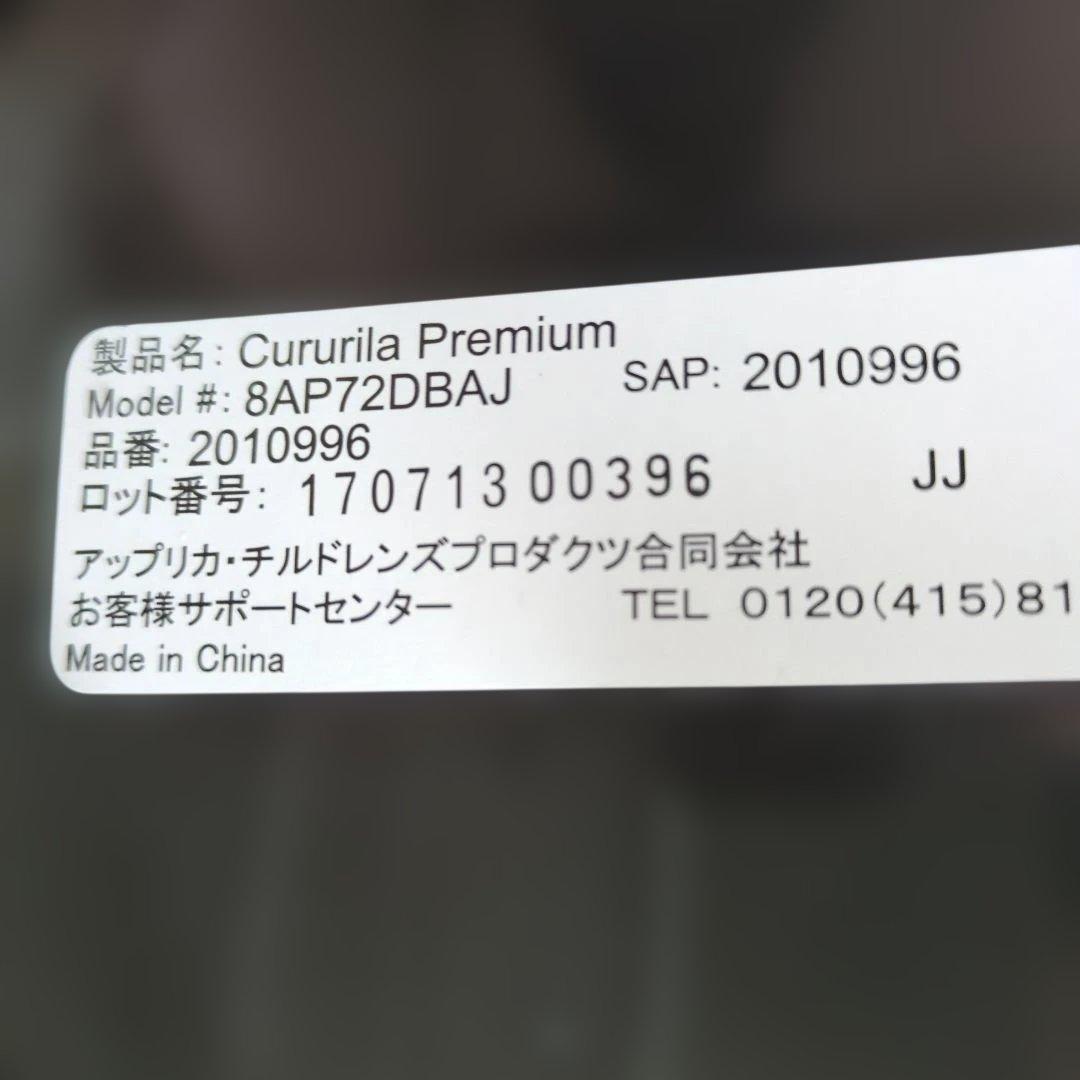 製品名: Cururila Premium
Model #: 8AP72DBAJ SAP: 2010996
品番: 2010996
ロット番号: 170713 00396 JJ
アップリカ・チルドレンズプロダクツ合同会社
お客様サポートセンター TEL 0120(415)81
Made in China